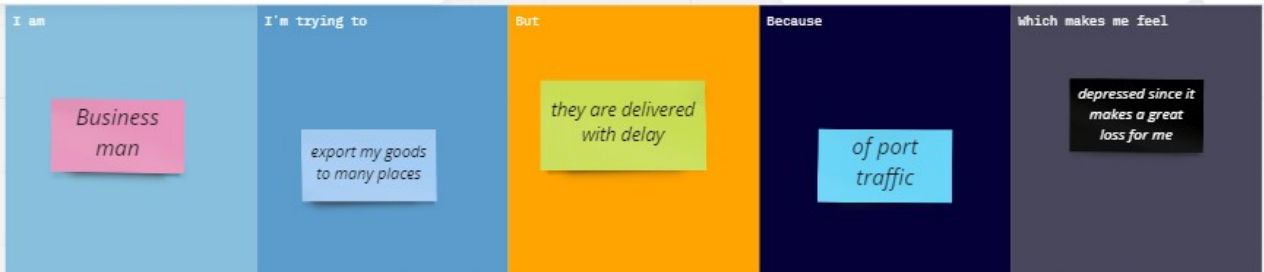 I am
Business
man
I'm trying to
export my goods
to many places
But
they are delivered
with delay
Because
of port
traffic
Which makes me feel
depressed since it
makes a great
loss for me